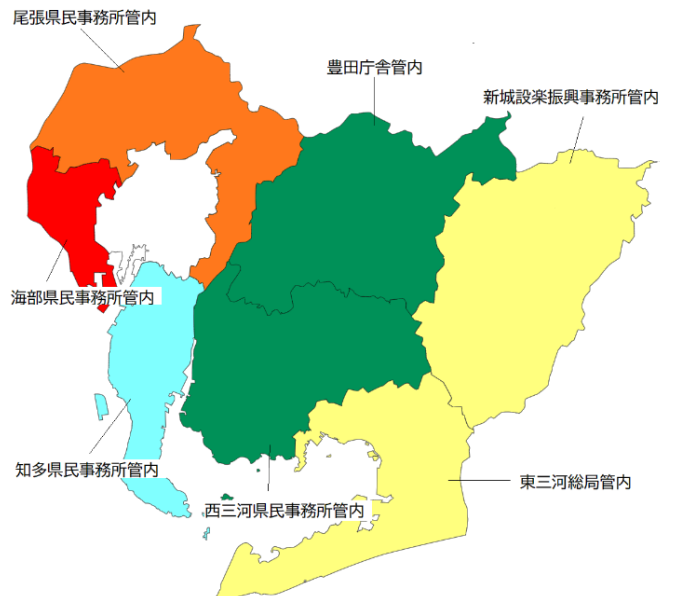 尾張県民事務所管内
豊田庁舎管内
新城設楽振興事務所管内
海部県民事務所管内
知多県民事務所管内
西三河県民事務所管内
東三河総局管内